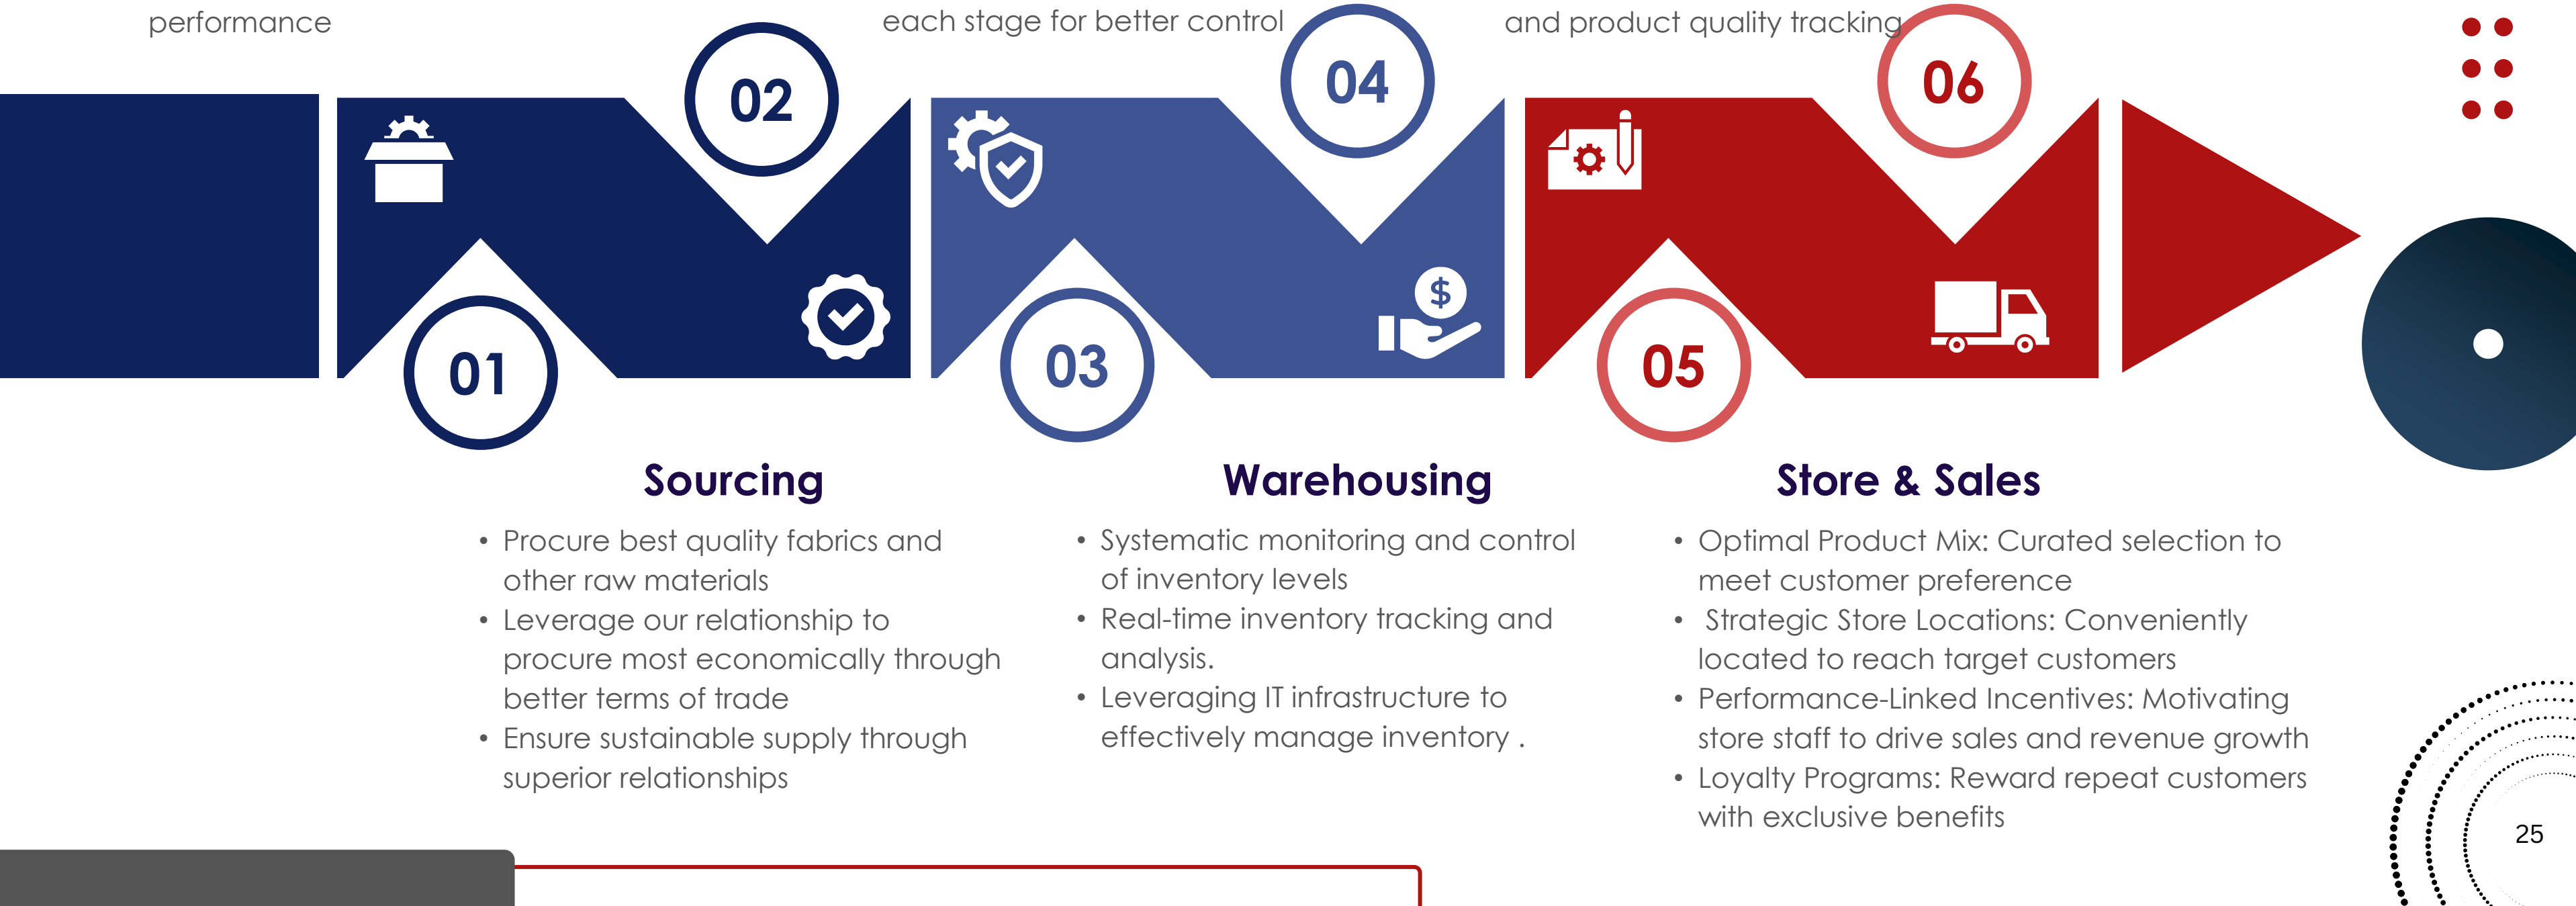 performance
each stage for better control
and product quality tracking
02
04
06
01
03
05
$
Sourcing
• Procure best quality fabrics and
other raw materials
• Leverage our relationship to
procure most economically through
better terms of trade
• Ensure sustainable supply through
superior relationships
Warehousing
• Systematic monitoring and control
of inventory levels
• Real-time inventory tracking and
analysis.
• Leveraging IT infrastructure to
effectively manage inventory .
Store & Sales
• Optimal Product Mix: Curated selection to
meet customer preference
• Strategic Store Locations: Conveniently
located to reach target customers
• Performance-Linked Incentives: Motivating
store staff to drive sales and revenue growth
• Loyalty Programs: Reward repeat customers
with exclusive benefits
25